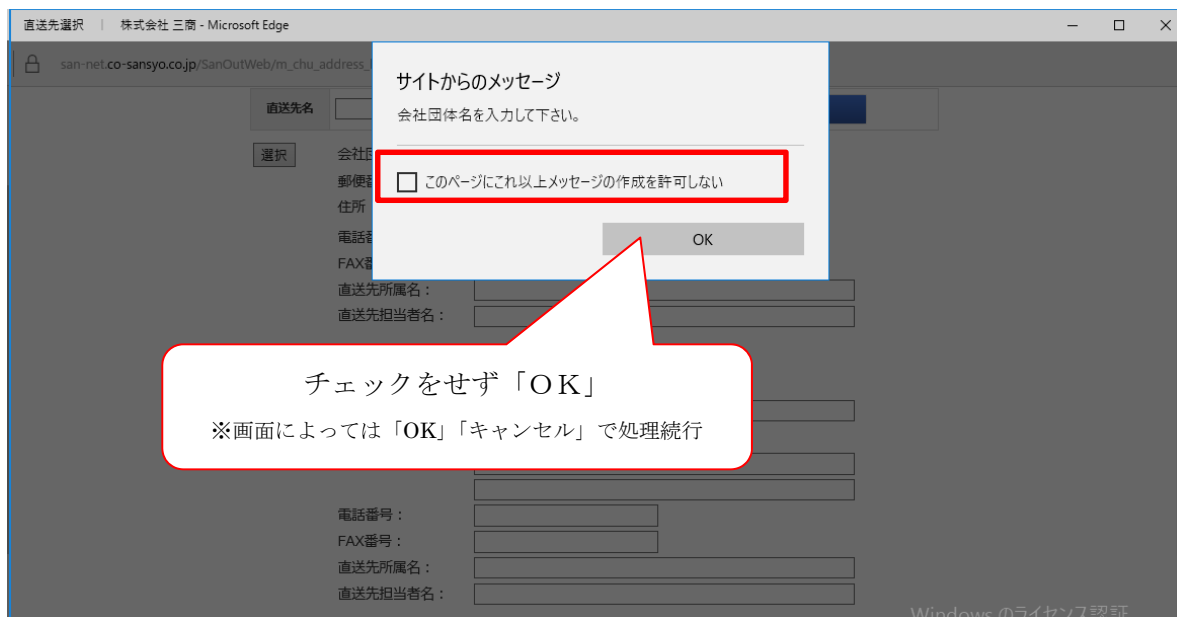 直送先選択 | 株式会社 三商 - Microsoft Edge
san-net.co-sansyo.co.jp/SanOutWeb/m_chu_address_
直送先名
サイトからのメッセージ
会社団体名を入力して下さい。
このページにこれ以上メッセージの作成を許可しない
OK
選択
会社団
郵便番
住所
電話番
FAX番
直送先所属名：
直送先担当者名：
チェックをせず「ＯＫ」
※画面によっては「OK」「キャンセル」で処理続行
電話番号：
FAX番号：
直送先所属名：
直送先担当者名：
Windows のライセンス認証